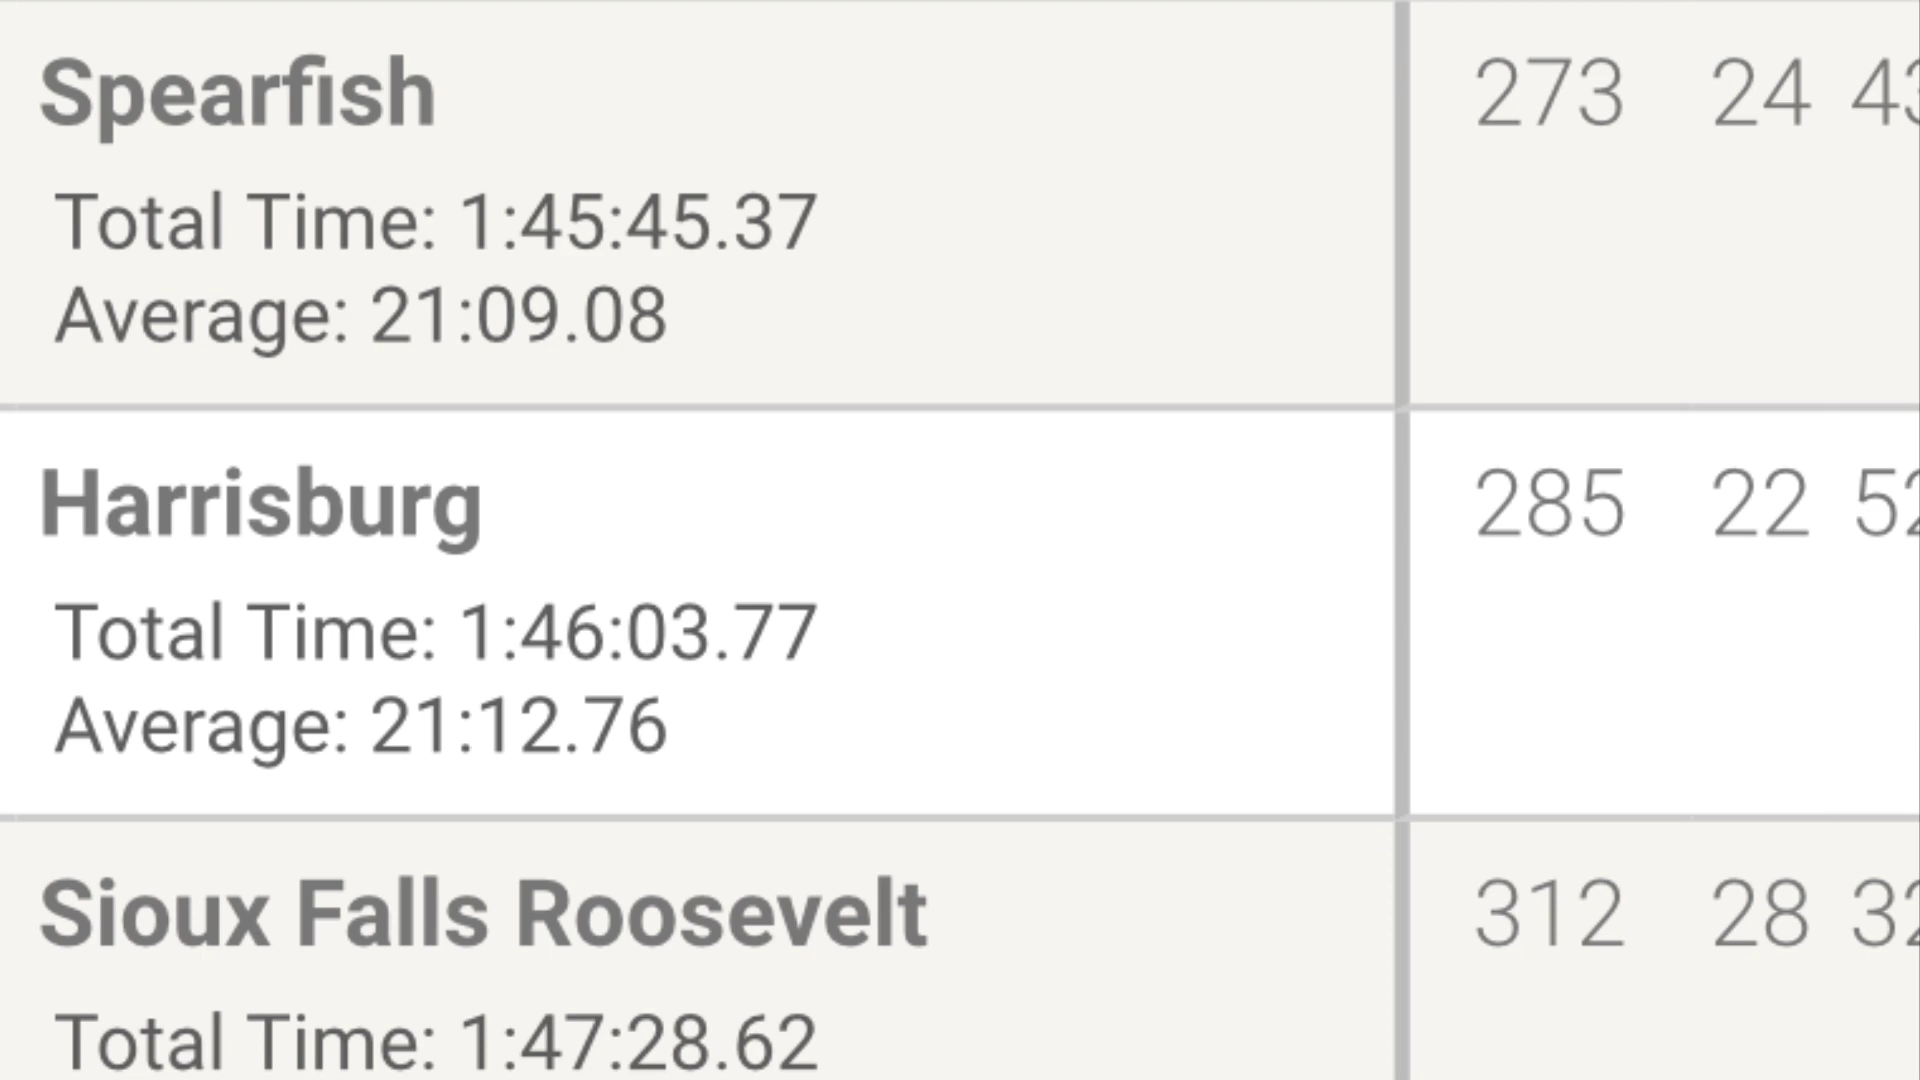 Spearfish 273 24
Total Time: 1:45:45.37
Average: 21:09.08
Harrisburg 285 22
Total Time: 1:46:03.77
Average: 21:12.76
Sioux Falls Roosevelt 312 28
Total Time: 1:47:28.62